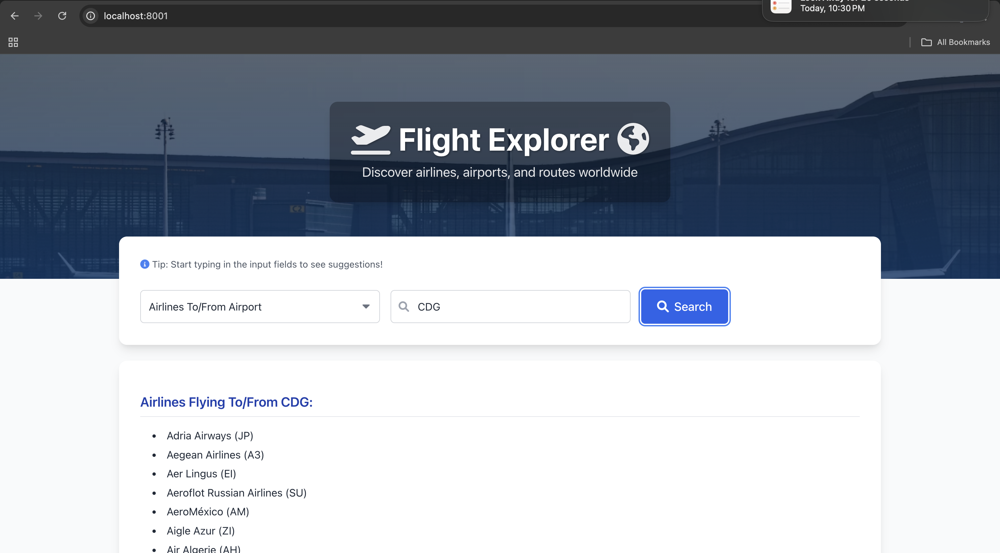 localhost:8001
Today, 10:30 PM
All Bookmarks
Flight Explorer
Discover airlines, airports, and routes worldwide
C2
Tip: Start typing in the input fields to see suggestions!
Airlines To/From Airport
CDG
Search
Airlines Flying To/From CDG:
Adria Airways (JP)
Aegean Airlines (A3)
Aer Lingus (EI)
Aeroflot Russian Airlines (SU)
AeroMéxico (AM)
Aigle Azur (ZI)
Air Algerie (AH)